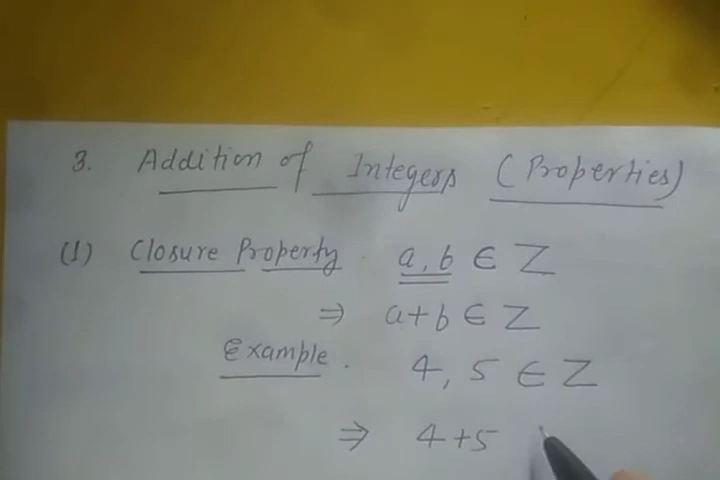 3. Addition of Integers (Properties)
(1) Closure Property. a, b ∈ Z
⇒ a+b ∈ Z
Example. 4, 5 ∈ Z
⇒ 4+5